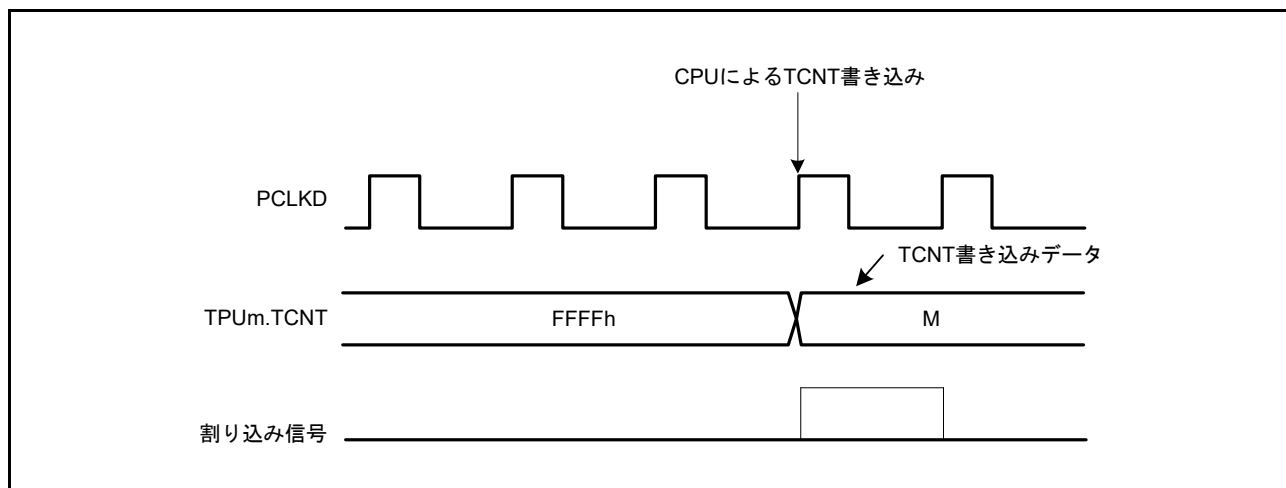 CPUによるTCNT書き込み
PCLKD
TCNT書き込みデータ
TPUm.TCNT
FFFFh
M
割り込み信号